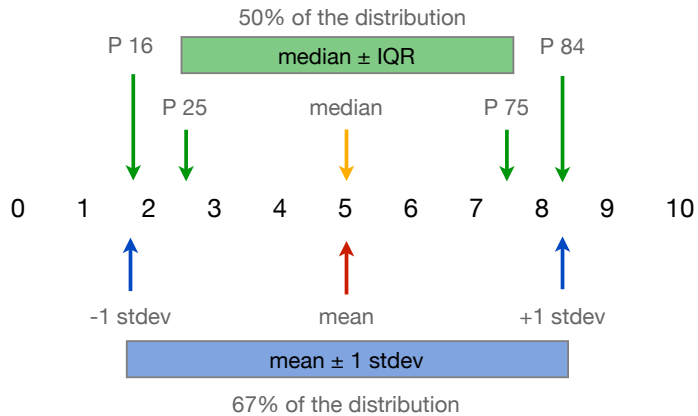 50% of the distribution
P 16
median ± IQR
P 84
P 25
median
P 75
0 1 2 3 4 5 6 7 8 9 10
-1 stdev
mean
+1 stdev
mean ± 1 stdev
67% of the distribution